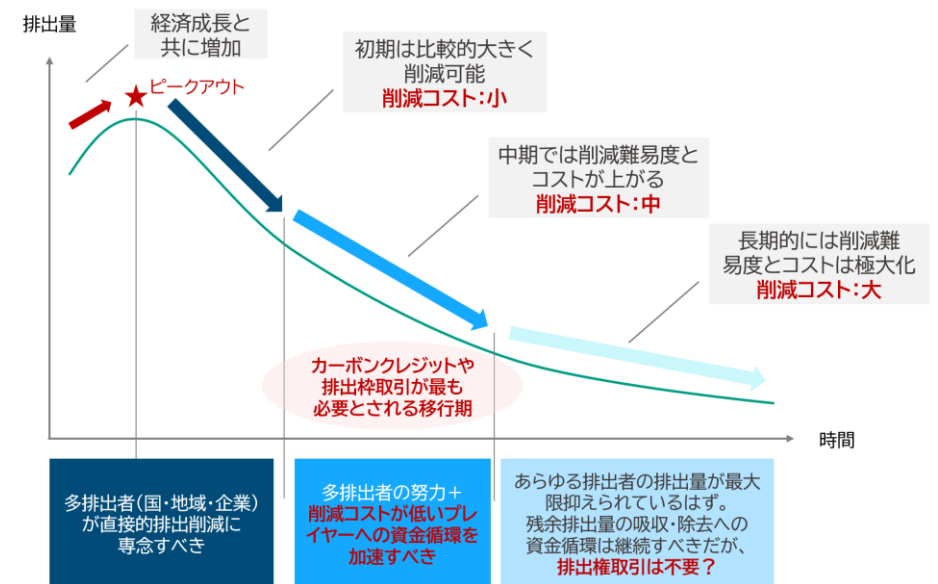 排出量
経済成長と
共に増加
ピークアウト
初期は比較的大きく
削減可能
削減コスト：小
中期では削減難易度と
コストが上がる
削減コスト：中
長期的には削減難
易度とコストは極大化
削減コスト：大
カーボンクレジットや
排出枠取引が最も
必要とされる移行期
時間
多排出者（国・地域・企業）
が直接的排出削減に
専念すべき
多排出者の努力＋
削減コストが低いプレ
イヤーへの資金循環を
加速すべき
あらゆる排出者の排出量が最大
限抑えられているはず。
残余排出量の吸収・除去への
資金循環は継続すべきだが、
排出権取引は不要？